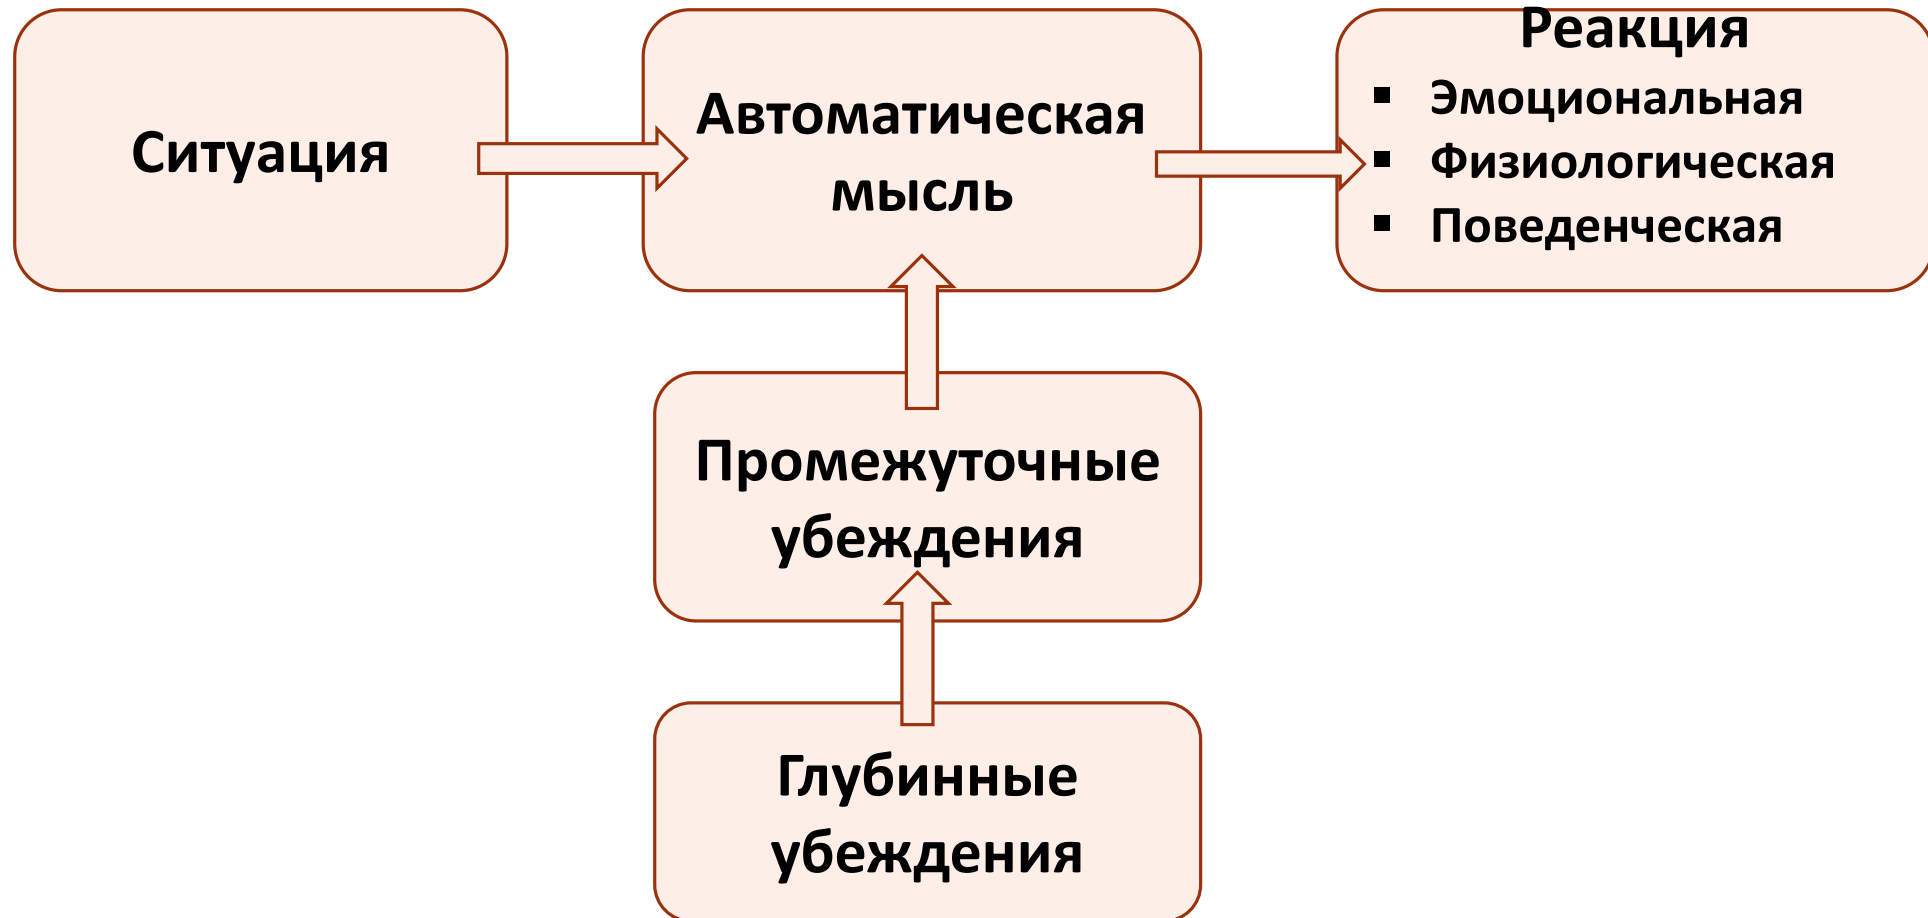 Ситуация
Автоматическая
мысль
Реакция
▪ Эмоциональная
▪ Физиологическая
▪ Поведенческая
Промежуточные
убеждения
Глубинные
убеждения